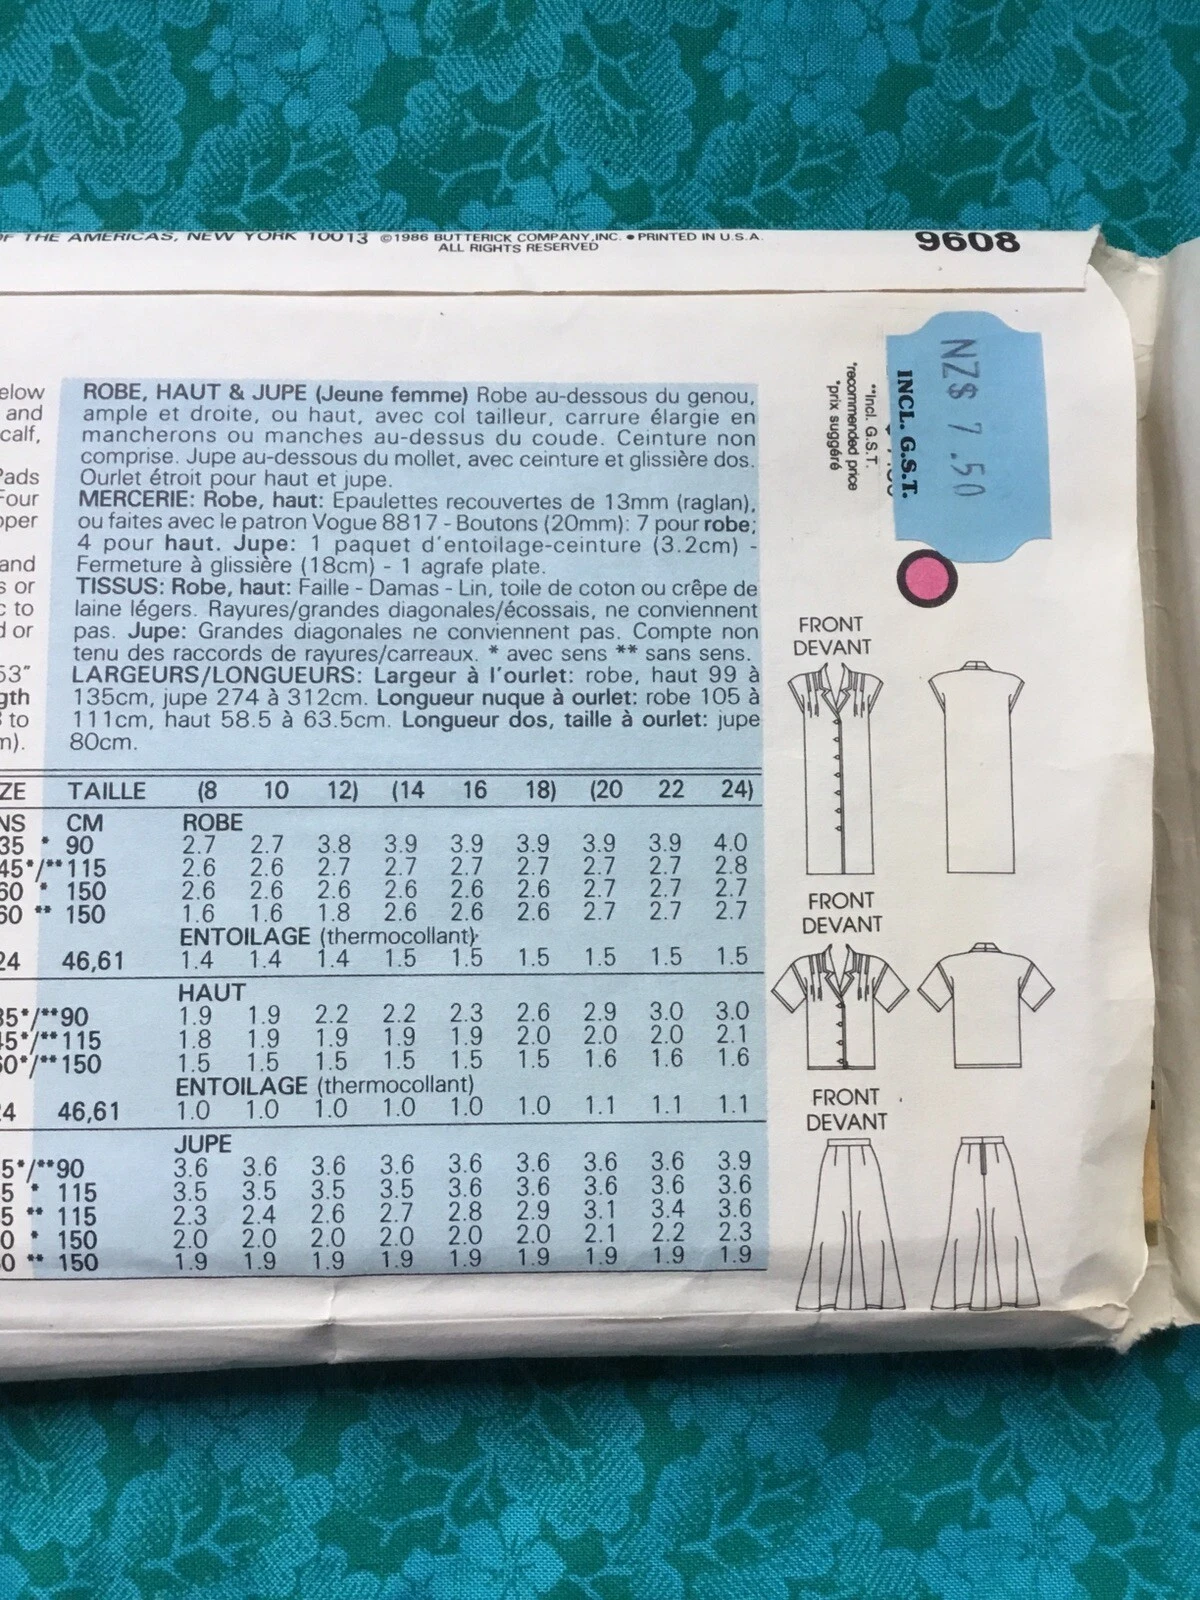 OF THE AMERICAS, NEW YORK 10013 ©1986 BUTTERICK COMPANY, INC. ● PRINTED IN U.S.A.
ALL RIGHTS RESERVED
9608
elow
and
calf,
Pads
Four
pper
and
s or
c to
d or
53"
gth
to
m).
ROBE, HAUT & JUPE (Jeune femme) Robe au-dessous du genou,
ample et droite, ou haut, avec col tailleur, carrure élargie en
mancherons ou manches au-dessus du coude. Ceinture non
comprise. Jupe au-dessous du mollet, avec ceinture et glissière dos.
Ourlet étroit pour haut et jupe.
MERCERIE: Robe, haut: Epaulettes recouvertes de 13mm (raglan),
ou faites avec le patron Vogue 8817 - Boutons (20mm): 7 pour robe;
4 pour haut. Jupe: 1 paquet d'entoilage-ceinture (3.2cm) -
Fermeture à glissière (18cm) - 1 agrafe plate.
TISSUS: Robe, haut: Faille - Damas - Lin, toile de coton ou crêpe de
laine légers. Rayures/grandes diagonales/écossais, ne conviennent
pas. Jupe: Grandes diagonales ne conviennent pas. Compte non
tenu des raccords de rayures/carreaux. * avec sens ** sans sens.
LARGEURS/LONGUEURS: Largeur à l'ourlet: robe, haut 99 à
135cm, jupe 274 à 312cm. Longueur nuque à ourlet: robe 105 à
111cm, haut 58.5 à 63.5cm. Longueur dos, taille à ourlet: jupe
80cm.
ZE TAILLE (8 10 12) (14 16 18) (20 22 24)
NS CM ROBE
35 * 90 2.7 2.7 3.8 3.9 3.9 3.9 3.9 3.9 4.0
45*/**115 2.6 2.6 2.7 2.7 2.7 2.7 2.7 2.7 2.8
60 * 150 2.6 2.6 2.6 2.6 2.6 2.6 2.7 2.7 2.7
60 ** 150 1.6 1.6 1.8 2.6 2.6 2.6 2.7 2.7 2.7
ENTOILAGE (thermocollant)
24 46,61 1.4 1.4 1.4 1.5 1.5 1.5 1.5 1.5 1.5
HAUT
35*/**90 1.9 1.9 2.2 2.2 2.3 2.6 2.9 3.0 3.0
45*/**115 1.8 1.9 1.9 1.9 1.9 2.0 2.0 2.0 2.1
60*/**150 1.5 1.5 1.5 1.5 1.5 1.5 1.6 1.6 1.6
ENTOILAGE (thermocollant)
24 46,61 1.0 1.0 1.0 1.0 1.0 1.0 1.1 1.1 1.1
JUPE
5*/**90 3.6 3.6 3.6 3.6 3.6 3.6 3.6 3.6 3.9
5 * 115 3.5 3.5 3.5 3.5 3.6 3.6 3.6 3.6 3.6
5 ** 115 2.3 2.4 2.6 2.7 2.8 2.9 3.1 3.4 3.6
0 * 150 2.0 2.0 2.0 2.0 2.0 2.0 2.1 2.2 2.3
0 ** 150 1.9 1.9 1.9 1.9 1.9 1.9 1.9 1.9 1.9
NZ$ 7.50
INCL. G.S.T.
**Incl. G.S.T.
*recommended price
*prix suggéré
FRONT
DEVANT
FRONT
DEVANT
FRONT
DEVANT